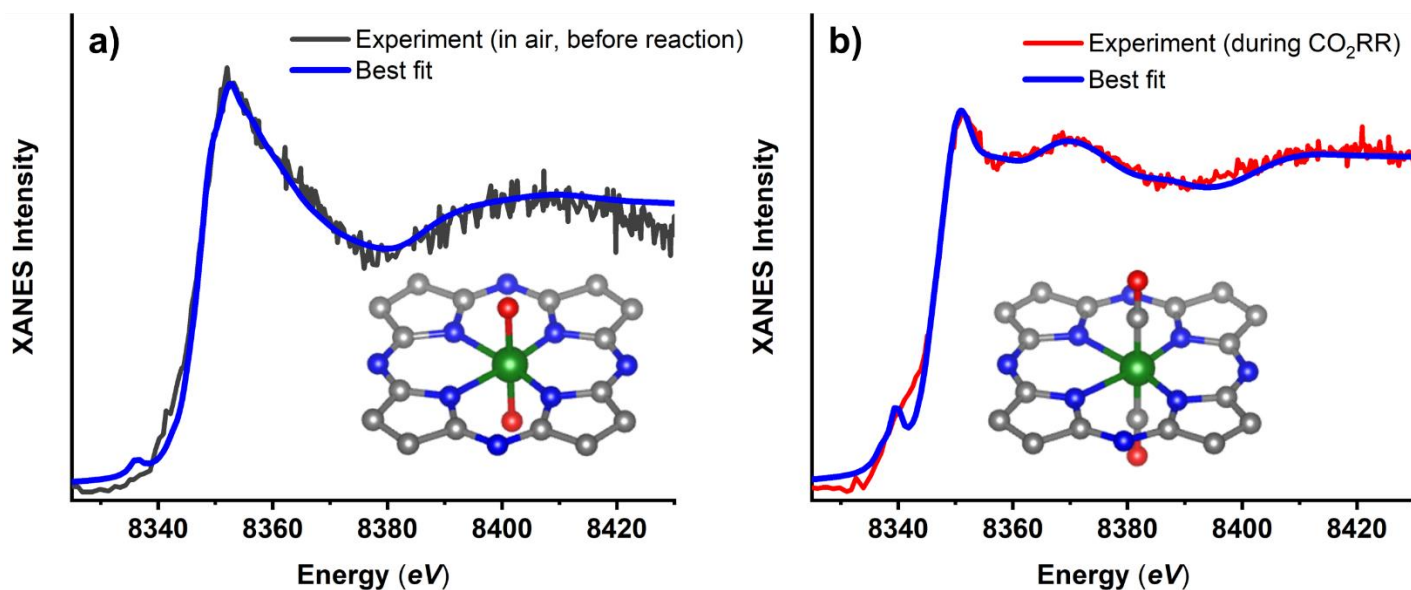 a)
Experiment (in air, before reaction)
Best fit
XANES Intensity
8340 8360 8380 8400 8420
Energy (eV)
b)
Experiment (during CO₂RR)
Best fit
XANES Intensity
8340 8360 8380 8400 8420
Energy (eV)